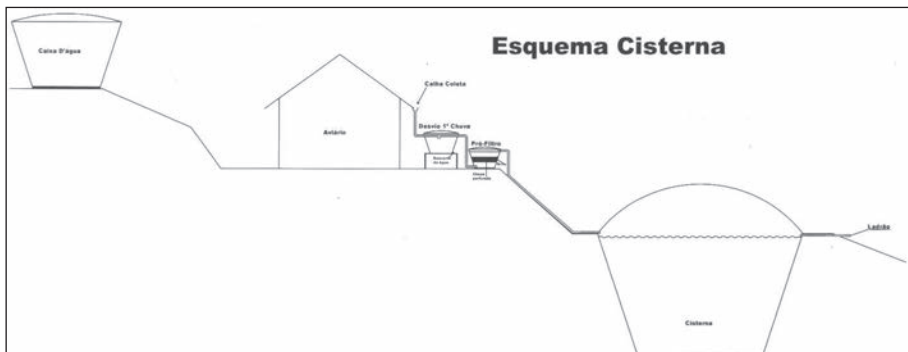 Esquema Cisterna
Caixa D'agua
Calha Coleta
Desvio 1ª Chuva
Aviário
Pré-Filtro
Ladrão
Cisterna